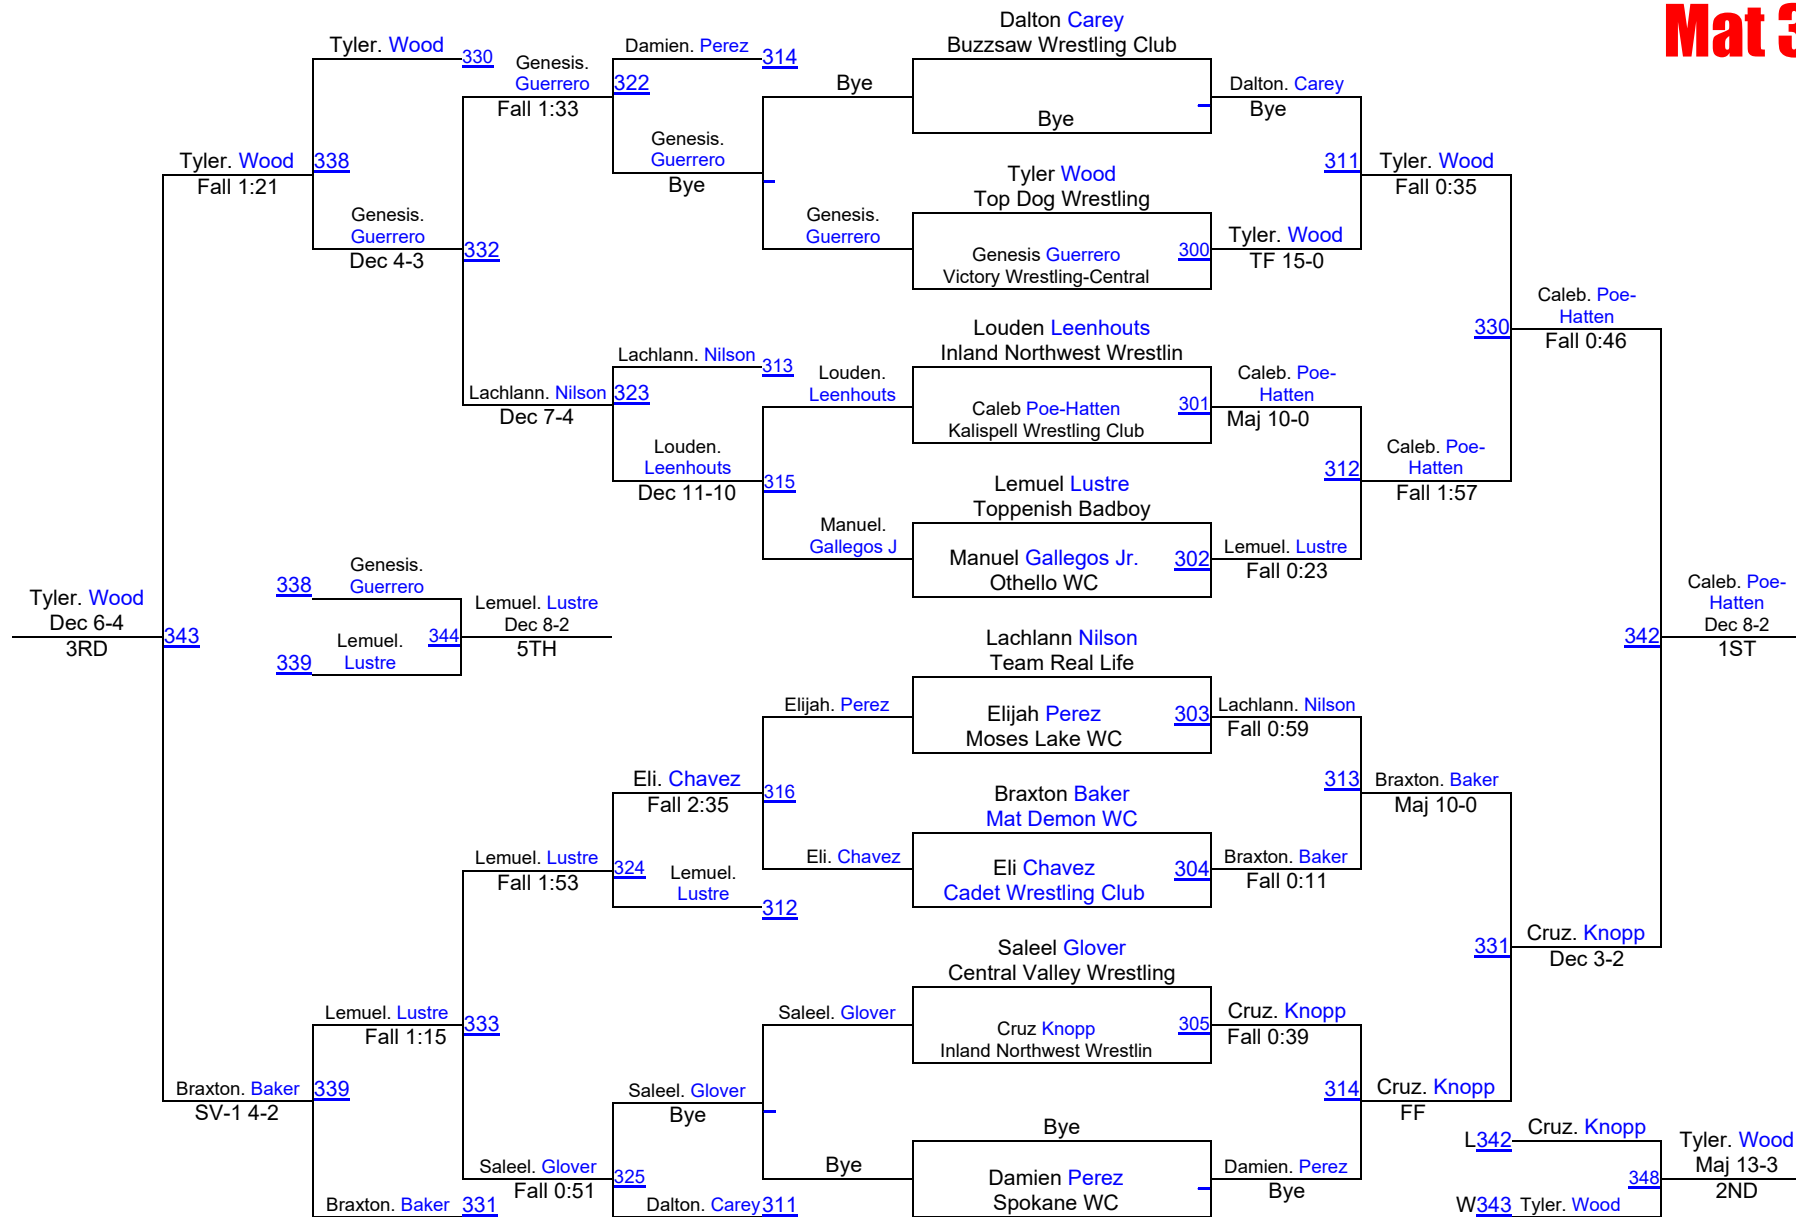 Mat 3
Dalton Carey
Buzzsaw Wrestling Club
Bye
Tyler Wood
Top Dog Wrestling
Genesis Guerrero
Victory Wrestling-Central
300
Louden Leenhouts
Inland Northwest Wrestlin
Caleb Poe-Hatten
Kalispell Wrestling Club
301
Lemuel Lustre
Toppenish Badboy
Manuel Gallegos Jr.
Othello WC
302
Lachlann Nilson
Team Real Life
Elijah Perez
Moses Lake WC
303
Braxton Baker
Mat Demon WC
Eli Chavez
Cadet Wrestling Club
304
Saleel Glover
Central Valley Wrestling
Cruz Knopp
Inland Northwest Wrestlin
305
Bye
Damien Perez
Spokane WC
Dalton. Carey
Bye
311
Tyler. Wood
TF 15-0
Caleb. Poe-
Hatten
Maj 10-0
312
Lemuel. Lustre
Fall 0:23
Lachlann. Nilson
Fall 0:59
313
Braxton. Baker
Fall 0:11
Cruz. Knopp
Fall 0:39
314
Damien. Perez
Bye
Tyler. Wood
Fall 0:35
330
Caleb. Poe-
Hatten
Fall 1:57
Braxton. Baker
Maj 10-0
331
Cruz. Knopp
FF
Caleb. Poe-
Hatten
Fall 0:46
342
Cruz. Knopp
Dec 3-2
Caleb. Poe-
Hatten
Dec 8-2
1ST
L342
Cruz. Knopp
348
W343
Tyler. Wood
Tyler. Wood
Maj 13-3
2ND
Bye
Genesis.
Guerrero
Louden.
Leenhouts
315
Manuel.
Gallegos J
Elijah. Perez
316
Eli. Chavez
Saleel. Glover
Bye
Damien. Perez
314
322
Genesis.
Guerrero
Bye
Lachlann. Nilson
313
323
Louden.
Leenhouts
Dec 11-10
Eli. Chavez
Fall 2:35
324
Lemuel.
Lustre
312
Saleel. Glover
Bye
325
Dalton. Carey
311
Genesis.
Guerrero
Fall 1:33
332
Lachlann. Nilson
Dec 7-4
Lemuel. Lustre
Fall 1:53
333
Saleel. Glover
Fall 0:51
Tyler. Wood
330
338
Genesis.
Guerrero
Dec 4-3
Lemuel. Lustre
Fall 1:15
339
Braxton. Baker
331
Tyler. Wood
Fall 1:21
343
Braxton. Baker
SV-1 4-2
Tyler. Wood
Dec 6-4
3RD
338
Genesis.
Guerrero
344
339
Lemuel.
Lustre
Lemuel. Lustre
Dec 8-2
5TH